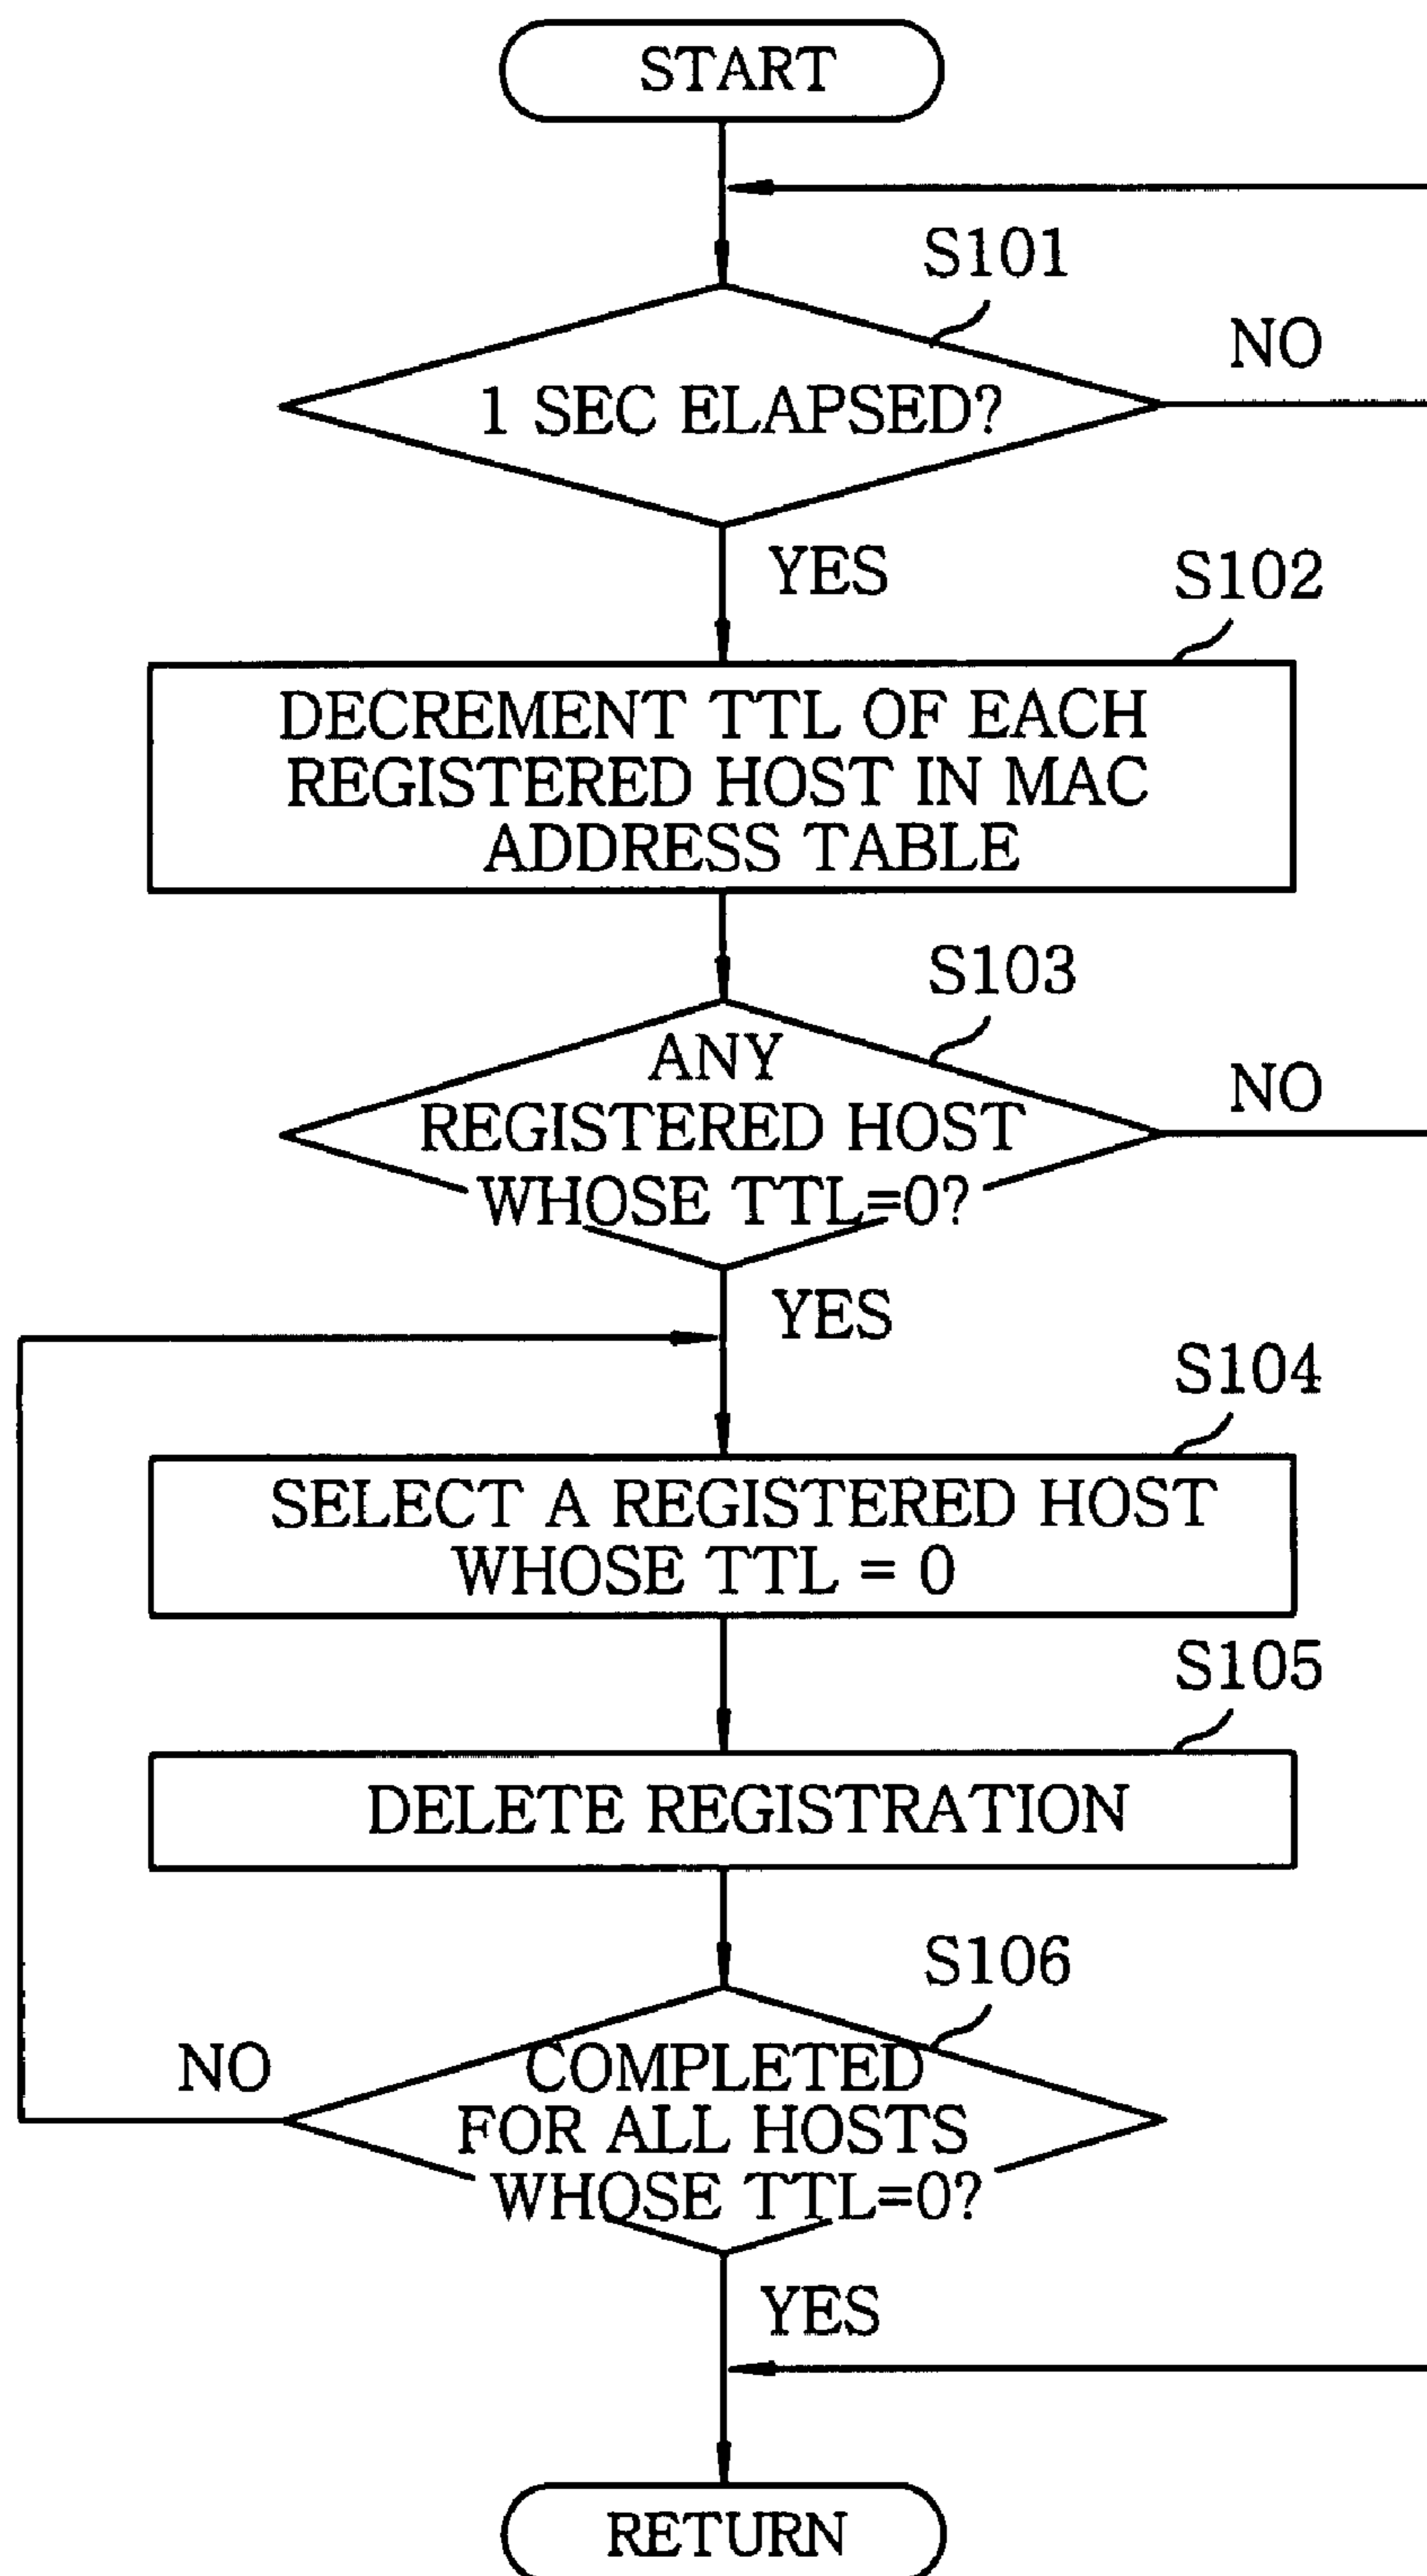 START
S101
1 SEC ELAPSED?
NO
YES
S102
DECREMENT TTL OF EACH
REGISTERED HOST IN MAC
ADDRESS TABLE
S103
ANY
REGISTERED HOST
WHOSE TTL=0?
NO
YES
S104
SELECT A REGISTERED HOST
WHOSE TTL = 0
S105
DELETE REGISTRATION
S106
COMPLETED
FOR ALL HOSTS
WHOSE TTL=0?
NO
YES
RETURN